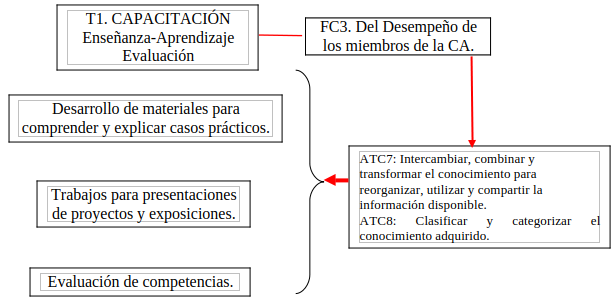 T1. CAPACITACIÓN
Enseñanza-Aprendizaje
Evaluación
FC3. Del Desempeño de
los miembros de la CA.
Desarrollo de materiales para
comprender y explicar casos prácticos.
Trabajos para presentaciones
de proyectos y exposiciones.
Evaluación de competencias.
ATC7: Intercambiar, combinar y
transformar el conocimiento para
reorganizar, utilizar y compartir la
información disponible.
ATC8: Clasificar y categorizar el
conocimiento adquirido.